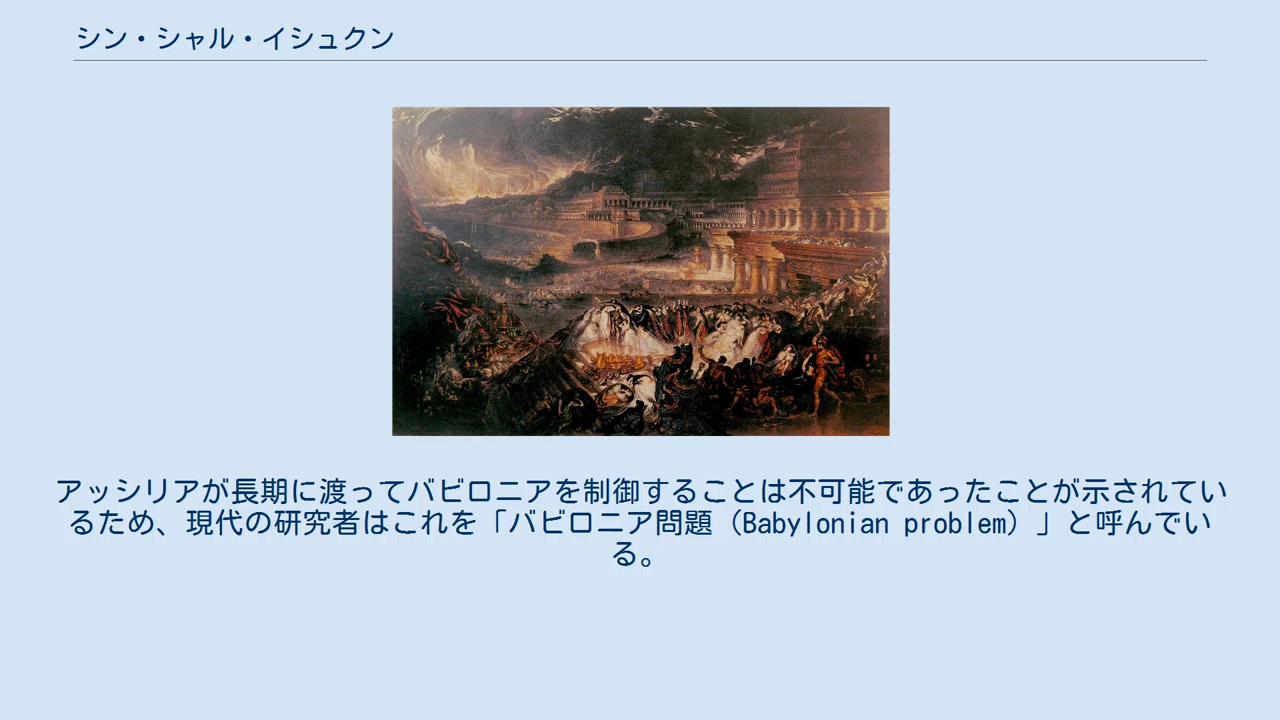 シン・シャル・イシュクン
アッシリアが長期に渡ってバビロニアを制御することは不可能であったことが示されてい
るため、現代の研究者はこれを「バビロニア問題（Babylonian problem）」と呼んでい
る。